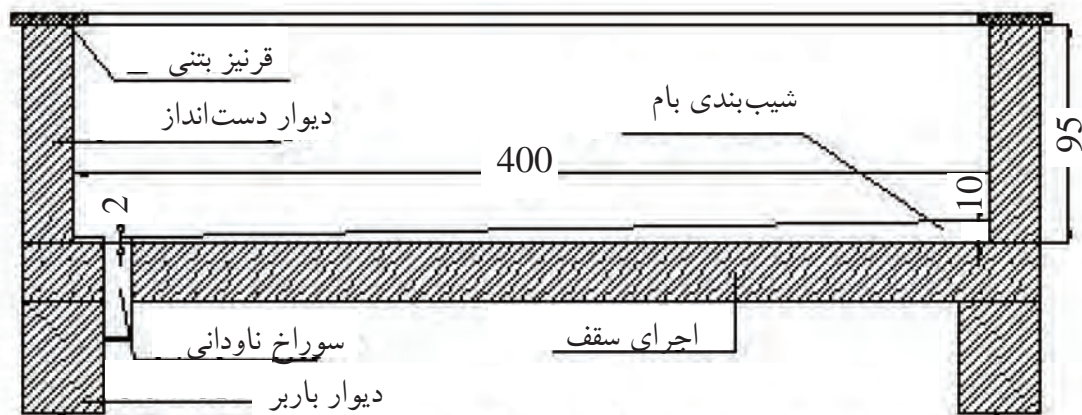 قرنیز بتنی
دیوار دست‌انداز
شیب‌بندی بام
95
400
10
2
سوراخ ناودانی
اجرای سقف
دیوار باربر